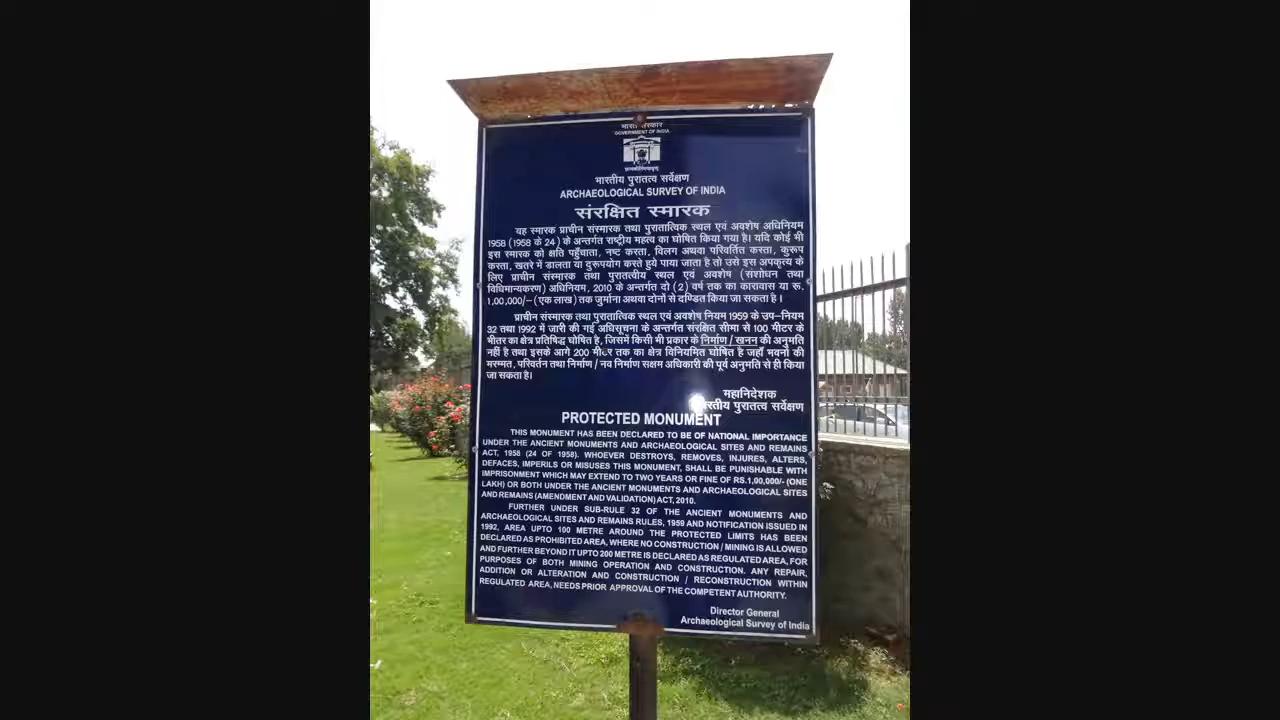 भारत सरकार
GOVERNMENT OF INDIA
भारतीय पुरातत्व सर्वेक्षण
ARCHAEOLOGICAL SURVEY OF INDIA
संरक्षित स्मारक
यह स्मारक प्राचीन संस्मारक तथा पुरातात्विक स्थल एवं अवशेष अधिनियम
1958 (1958 के 24) के अन्तर्गत राष्ट्रीय महत्व का घोषित किया गया है। यदि कोई भी
इस स्मारक को क्षति पहुँचाता, नष्ट करता, विलग अथवा परिवर्तित करता, कुरूप
करता, खतरे में डालता या दुरूपयोग करते हुये पाया जाता है तो उसे इस अपकृत्य के
लिए प्राचीन संस्मारक तथा पुरातत्वीय स्थल एवं अवशेष (संशोधन तथा
विधिमान्यकरण) अधिनियम, 2010 के अन्तर्गत दो (2) वर्ष तक का कारावास या रू.
1,00,000/–(एक लाख) तक जुर्माना अथवा दोनों से दण्डित किया जा सकता है।
प्राचीन संस्मारक तथा पुरातात्विक स्थल एवं अवशेष नियम 1959 के उप–नियम
32 तथा 1992 में जारी की गई अधिसूचना के अन्तर्गत संरक्षित सीमा से 100 मीटर के
भीतर का क्षेत्र प्रतिषिद्ध घोषित है, जिसमें किसी भी प्रकार के निर्माण / खनन की अनुमति
नहीं है तथा इसके आगे 200 मीटर तक का क्षेत्र विनियमित घोषित है जहाँ भवनों की
मरम्मत, परिवर्तन तथा निर्माण / नव निर्माण सक्षम अधिकारी की पूर्व अनुमति से ही किया
जा सकता है।
महानिदेशक
भारतीय पुरातत्व सर्वेक्षण
PROTECTED MONUMENT
THIS MONUMENT HAS BEEN DECLARED TO BE OF NATIONAL IMPORTANCE
UNDER THE ANCIENT MONUMENTS AND ARCHAEOLOGICAL SITES AND REMAINS
ACT, 1958 (24 OF 1958). WHOEVER DESTROYS, REMOVES, INJURES, ALTERS,
DEFACES, IMPERILS OR MISUSES THIS MONUMENT, SHALL BE PUNISHABLE WITH
IMPRISONMENT WHICH MAY EXTEND TO TWO YEARS OR FINE OF RS.1,00,000/- (ONE
LAKH) OR BOTH UNDER THE ANCIENT MONUMENTS AND ARCHAEOLOGICAL SITES
AND REMAINS (AMENDMENT AND VALIDATION) ACT, 2010.
FURTHER UNDER SUB-RULE 32 OF THE ANCIENT MONUMENTS AND
ARCHAEOLOGICAL SITES AND REMAINS RULES, 1959 AND NOTIFICATION ISSUED IN
1992, AREA UPTO 100 METRE AROUND THE PROTECTED LIMITS HAS BEEN
DECLARED AS PROHIBITED AREA, WHERE NO CONSTRUCTION / MINING IS ALLOWED
AND FURTHER BEYOND IT UPTO 200 METRE IS DECLARED AS REGULATED AREA, FOR
PURPOSES OF BOTH MINING OPERATION AND CONSTRUCTION. ANY REPAIR,
ADDITION OR ALTERATION AND CONSTRUCTION / RECONSTRUCTION WITHIN
REGULATED AREA, NEEDS PRIOR APPROVAL OF THE COMPETENT AUTHORITY.
Director General
Archaeological Survey of India